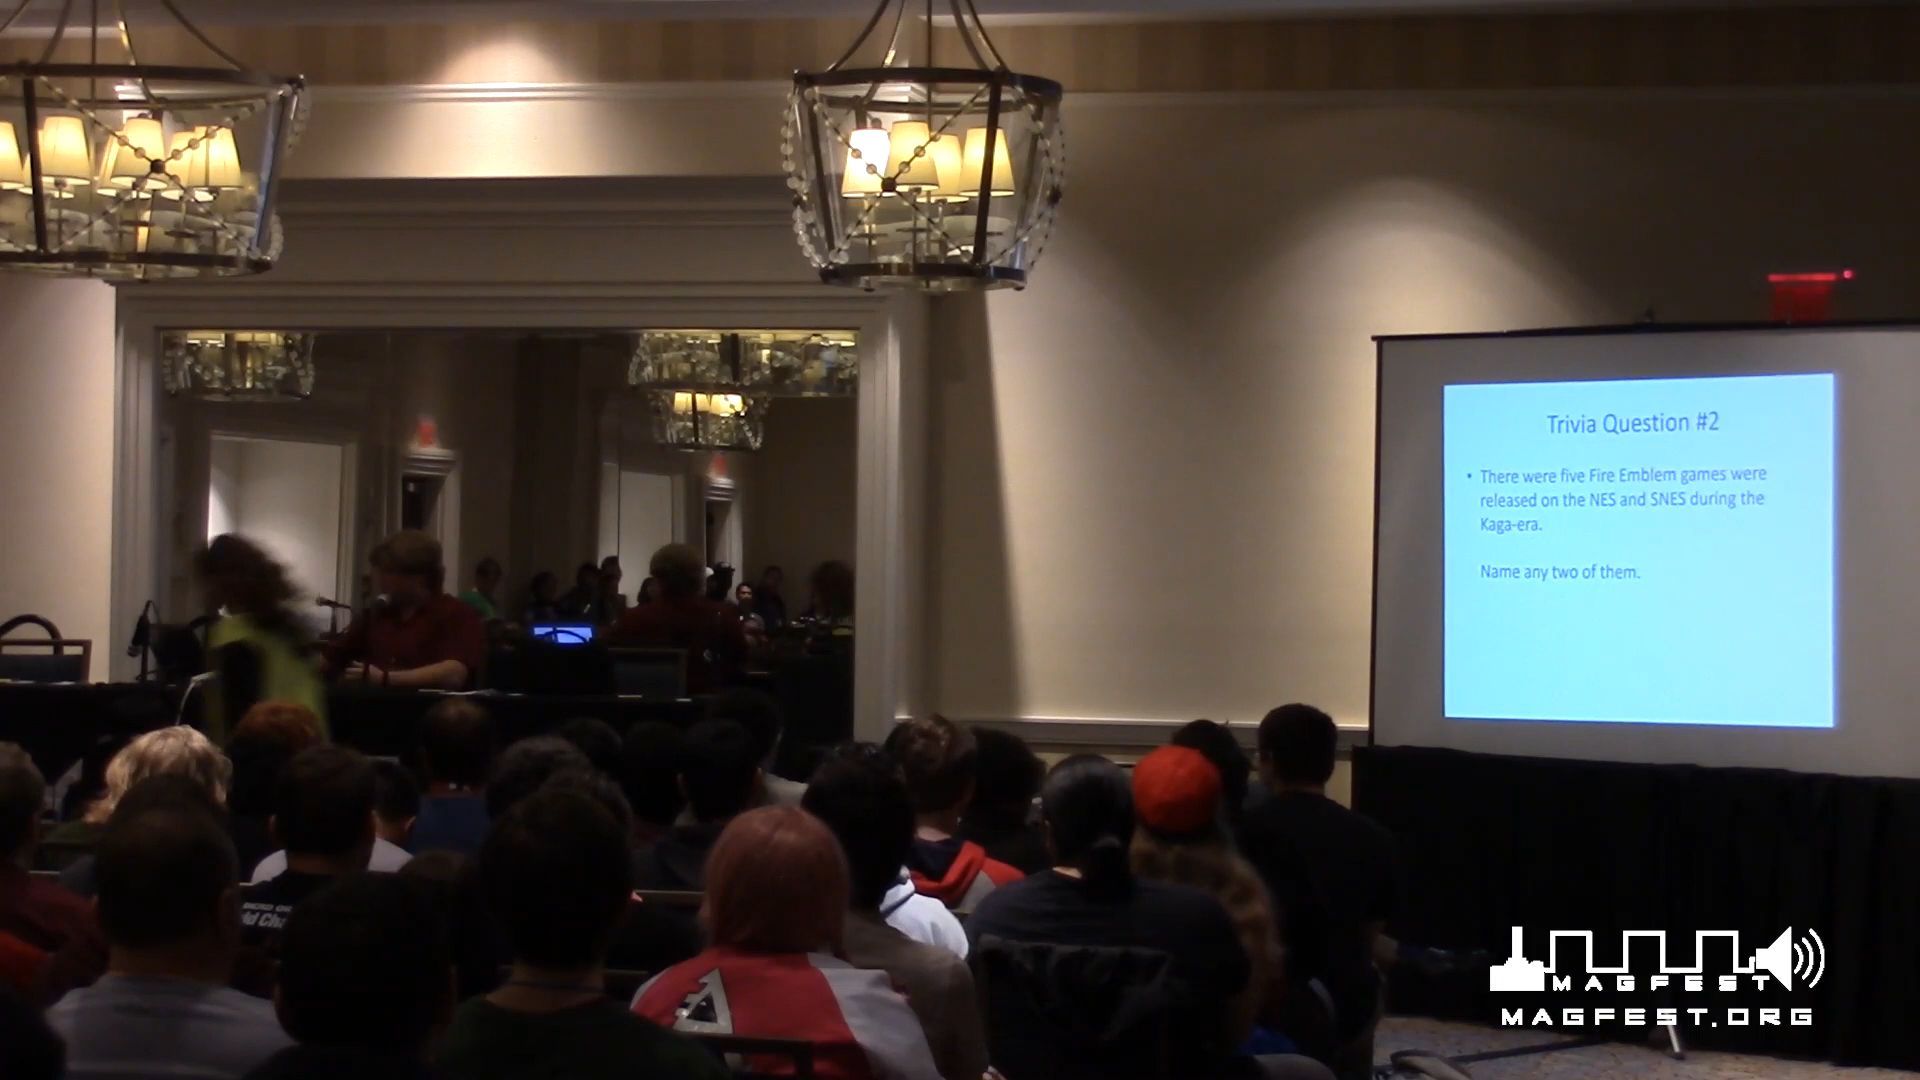 Trivia Question #2
• There were five Fire Emblem games were
released on the NES and SNES during the
Kaga-era.
Name any two of them.
MAGFEST
MAGFEST.ORG